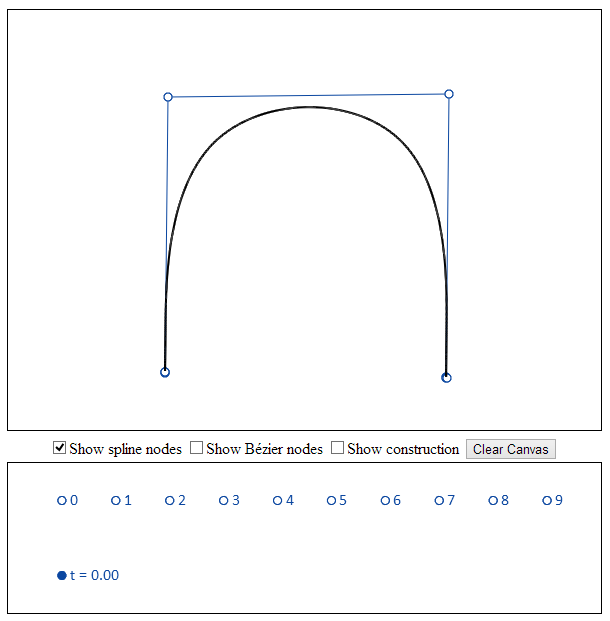 Show spline nodes Show Bézier nodes Show construction Clear Canvas
0 1 2 3 4 5 6 7 8 9
t = 0.00